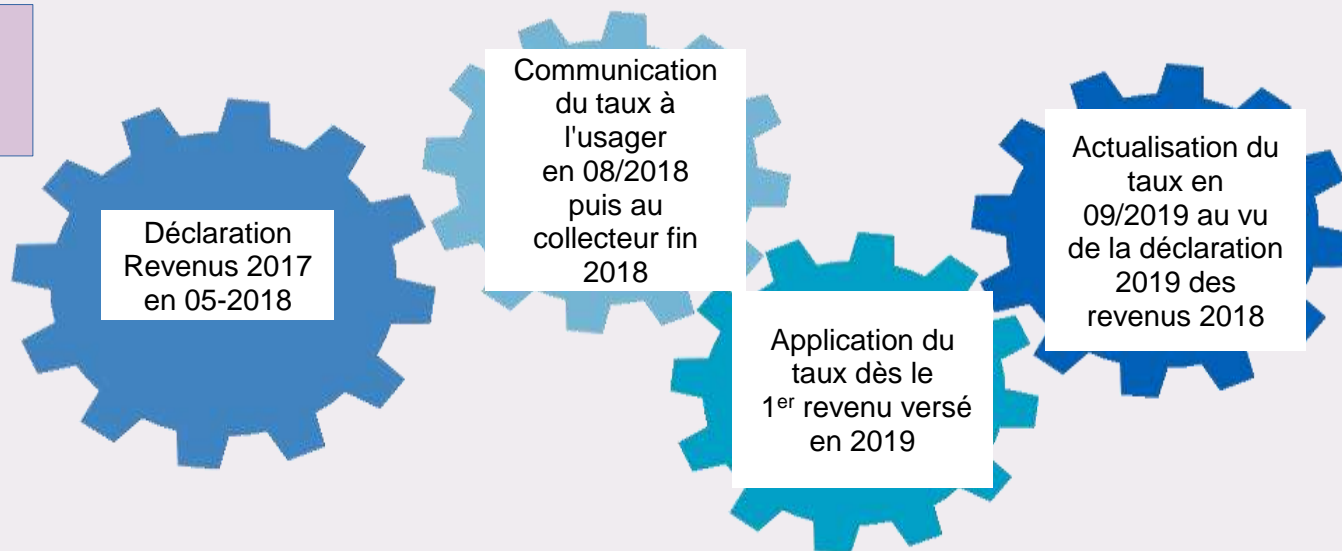 Déclaration
Revenus 2017
en 05-2018
Communication
du taux à
l'usager
en 08/2018
puis au
collecteur fin
2018
Application du
taux dès le
1er revenu versé
en 2019
Actualisation du
taux en
09/2019 au vu
de la déclaration
2019 des
revenus 2018